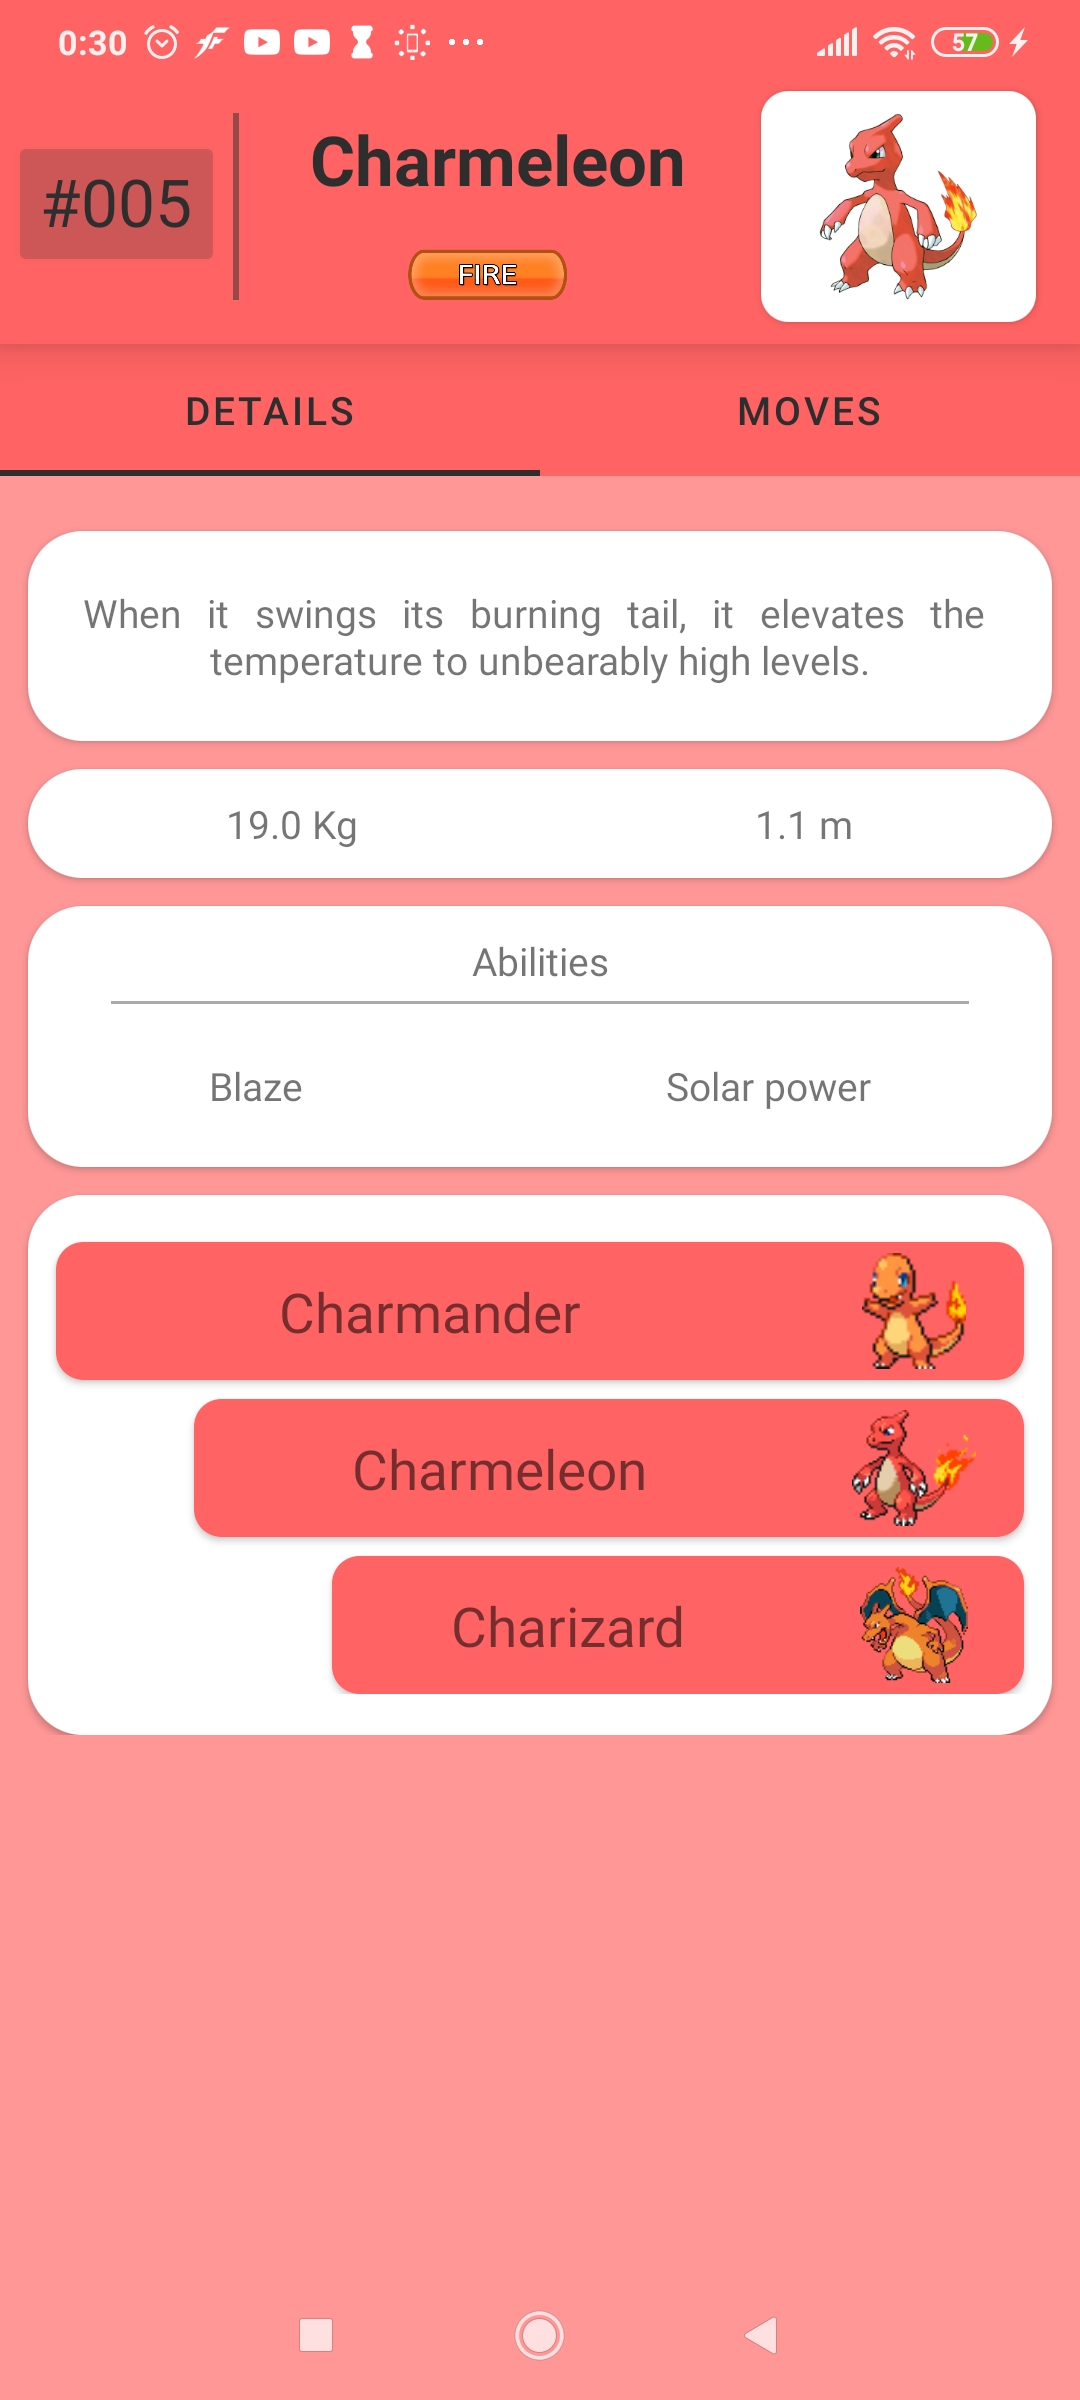 0:30
57
#005
Charmeleon
FIRE
DETAILS
MOVES
When it swings its burning tail, it elevates the
temperature to unbearably high levels.
19.0 Kg
1.1 m
Abilities
Blaze
Solar power
Charmander
Charmeleon
Charizard